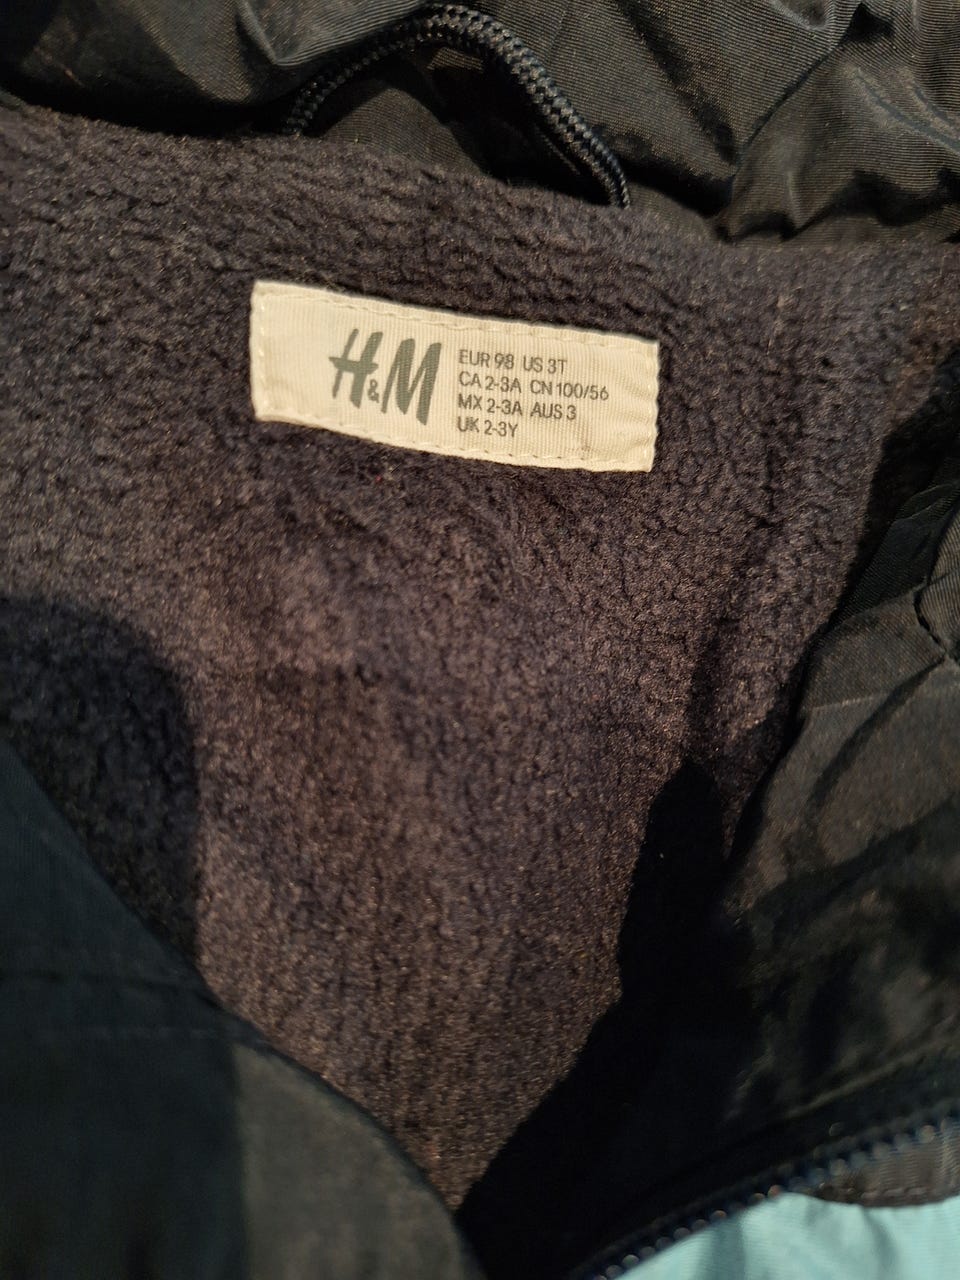 H&M
EUR 98 US 3T
CA 2-3A CN 100/56
MX 2-3A AUS 3
UK 2-3Y